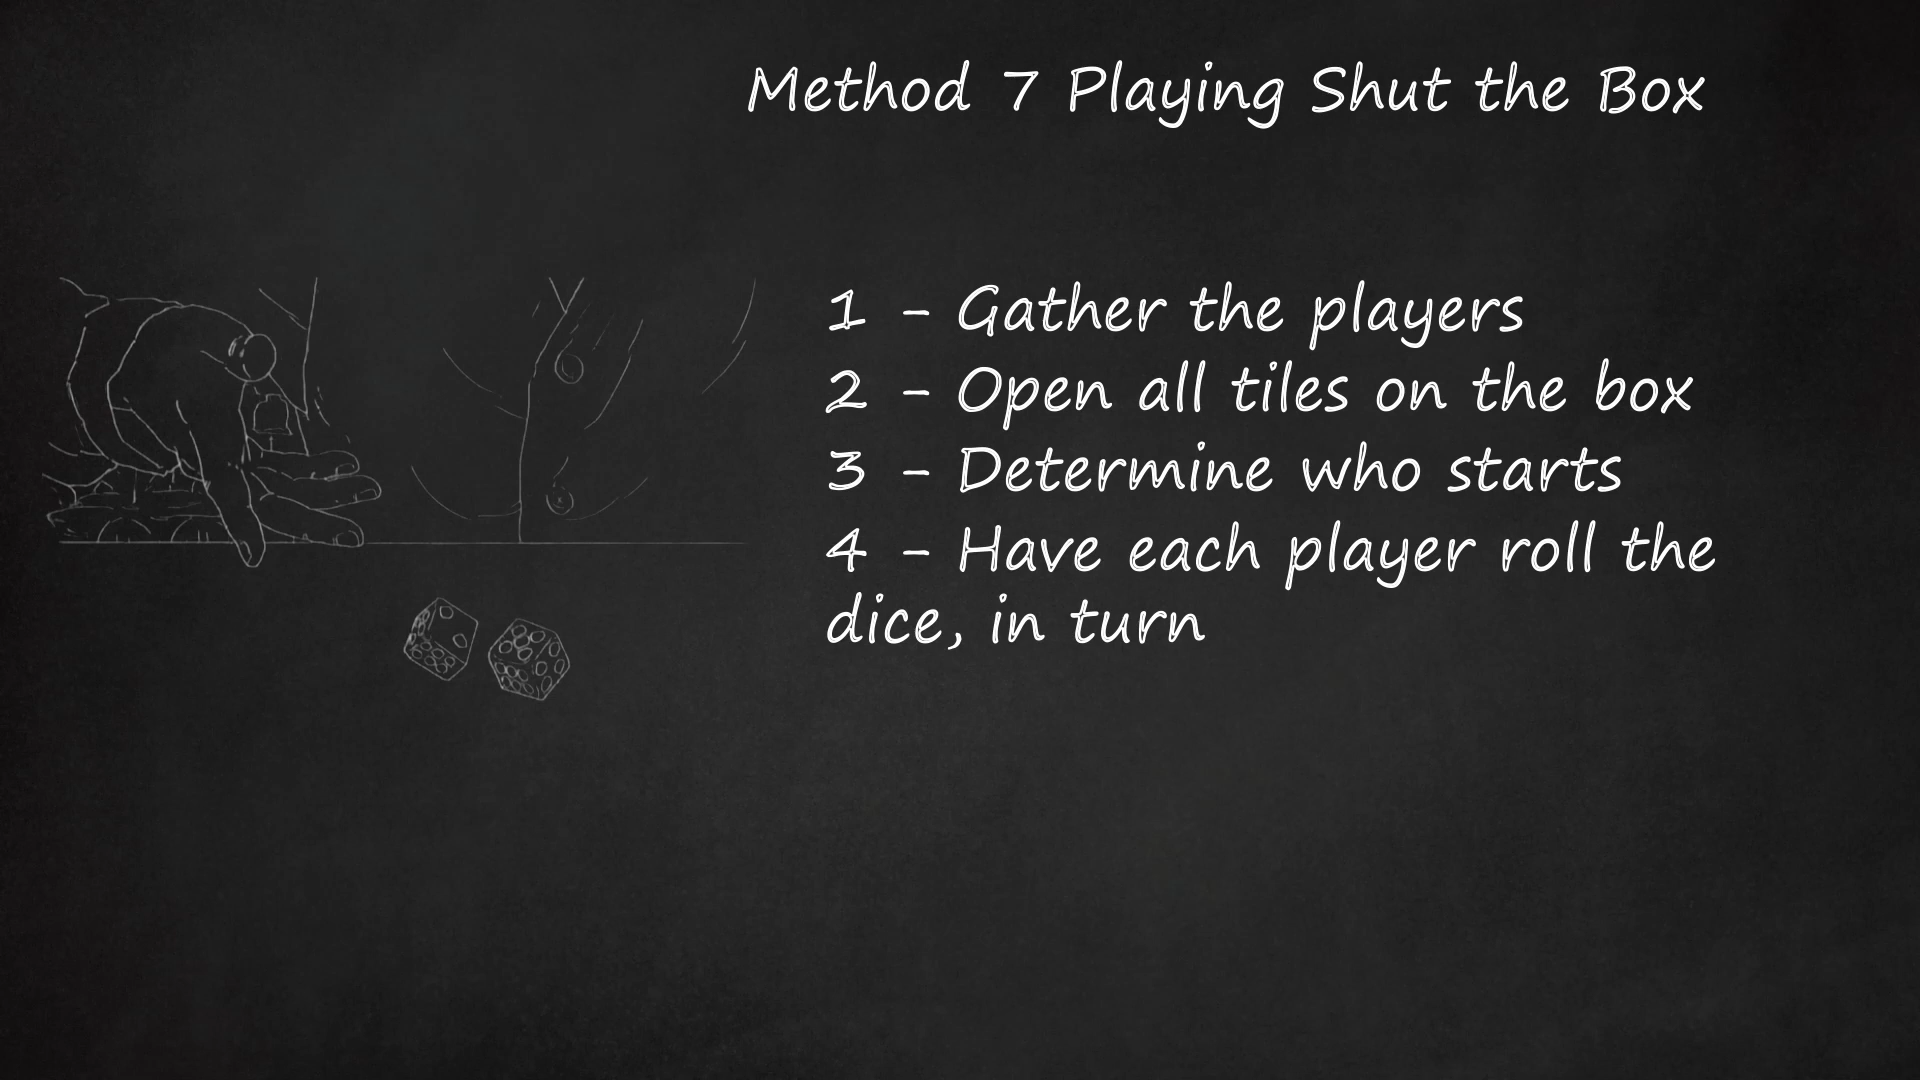 Method 7 Playing Shut the Box
1 - Gather the players
2 - Open all tiles on the box
3 - Determine who starts
4 - Have each player roll the
dice, in turn